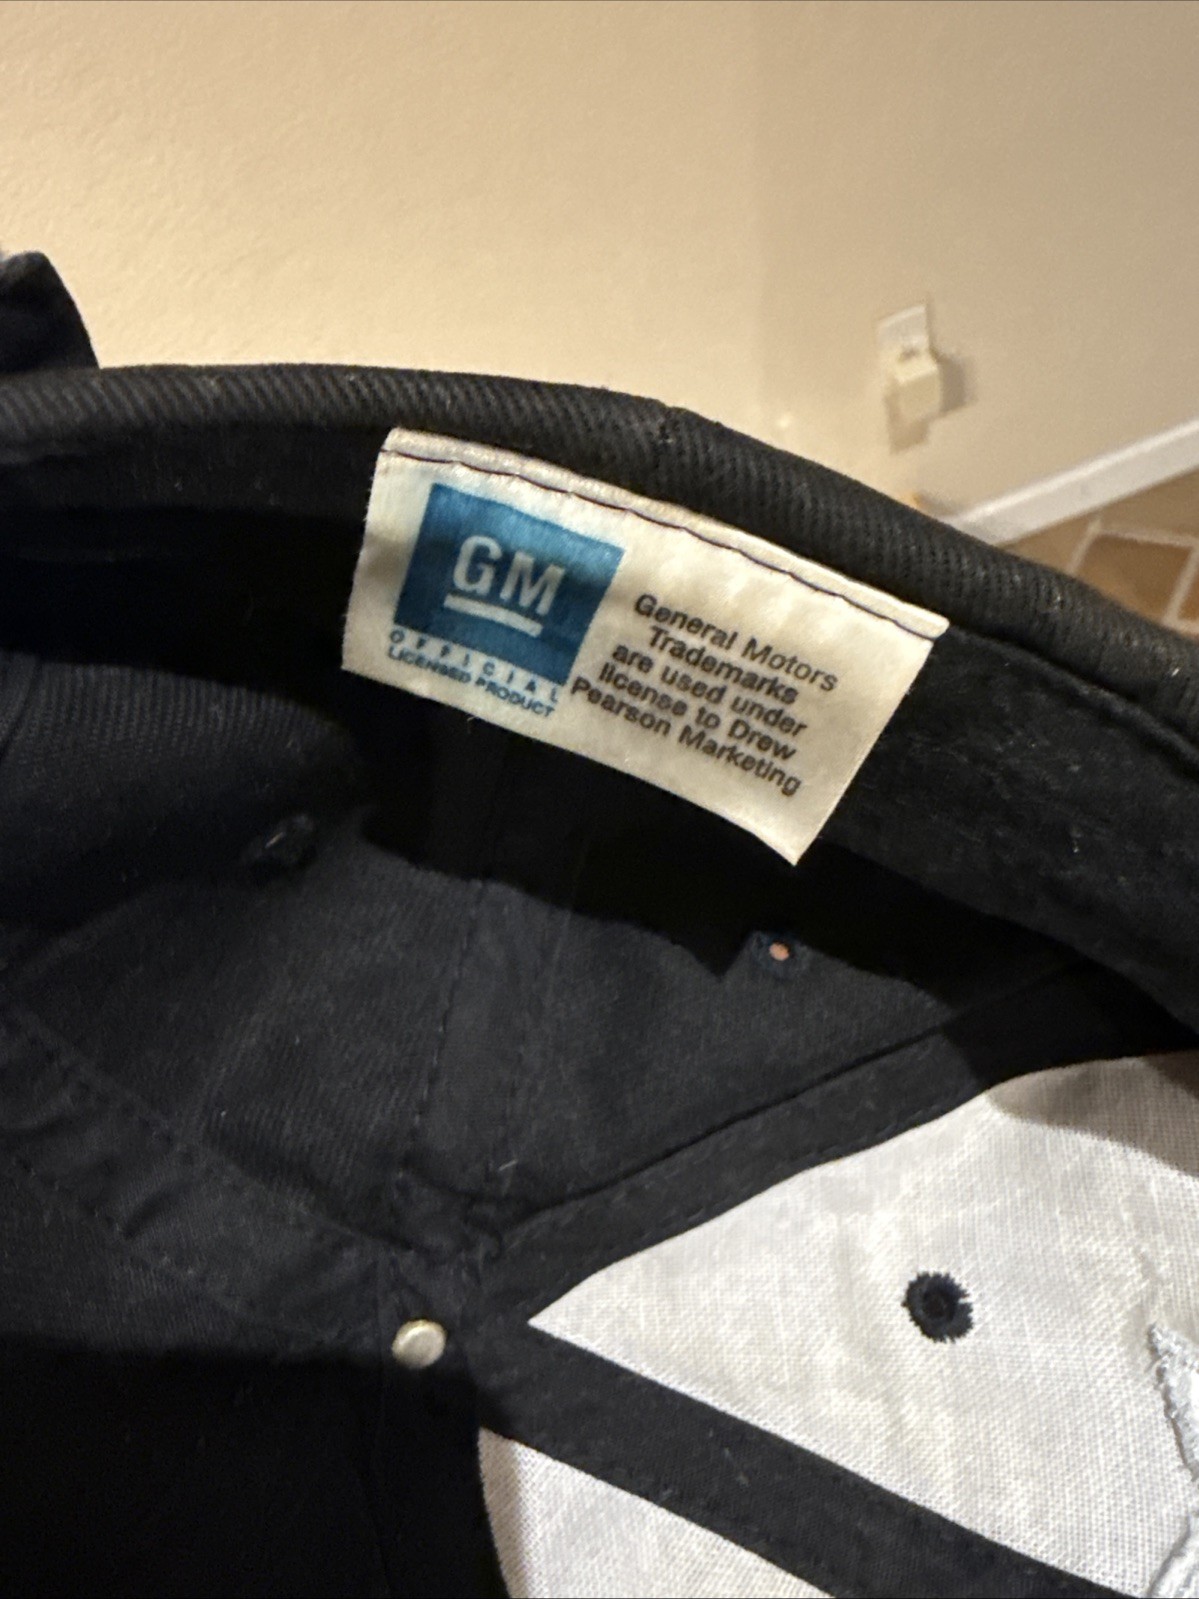 GM
OFFICIAL
LICENSED PRODUCT
General Motors
Trademarks
are used under
license to Drew
Pearson Marketing